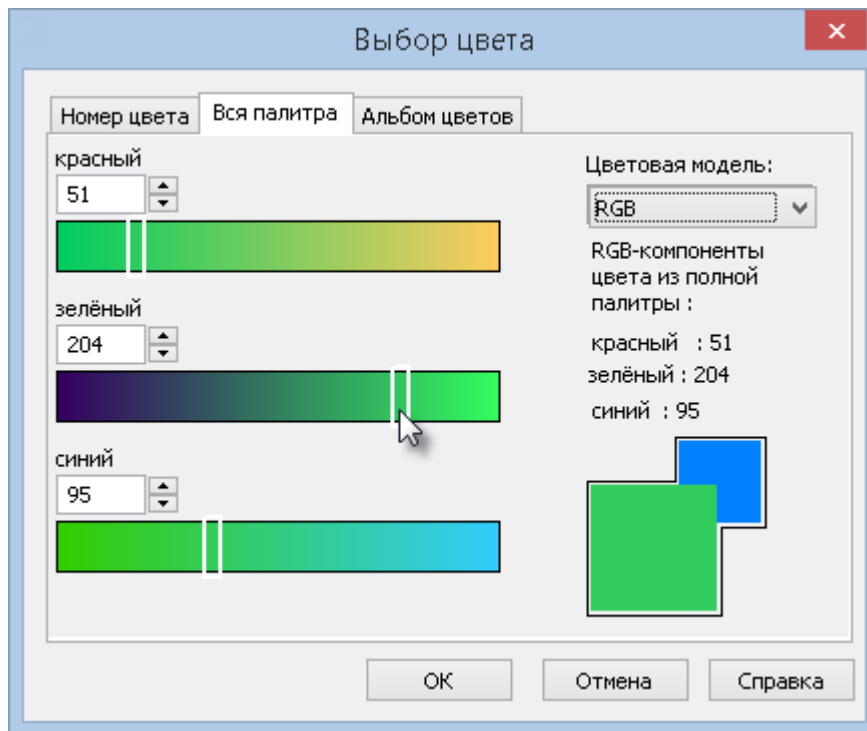 Выбор цвета
Номер цвета Вся палитра Альбом цветов
красный
51
зелёный
204
синий
95
Цветовая модель:
RGB
RGB-компоненты
цвета из полной
палитры :
красный : 51
зелёный : 204
синий : 95
ОК Отмена Справка